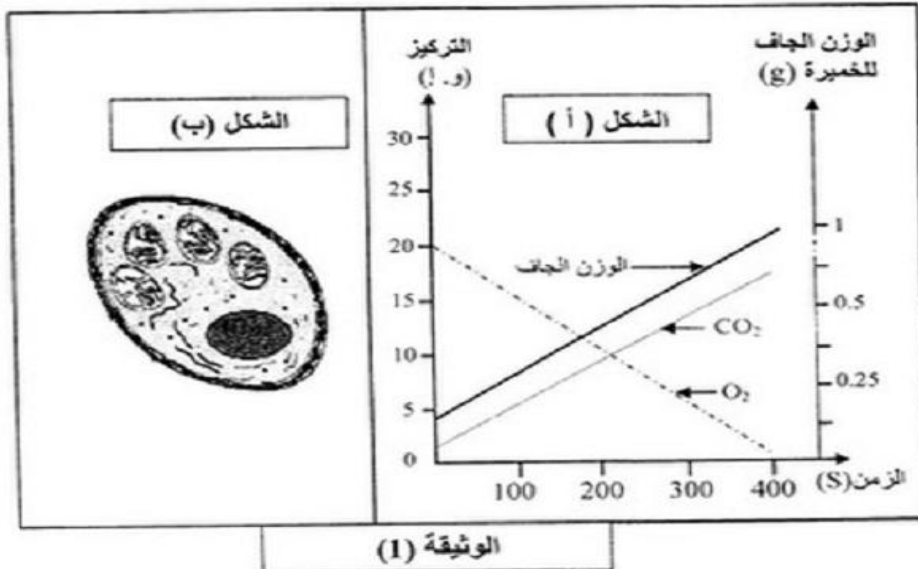 الوزن الجاف
للخميرة (g)
التركيز
(و. إ)
الشكل ( أ )
الشكل (ب)
30
25
20
15
10
5
0
1
0.5
0.25
الوزن الجاف
CO₂
O₂
100
200
300
400
الزمن(S)
الوثيقة (1)